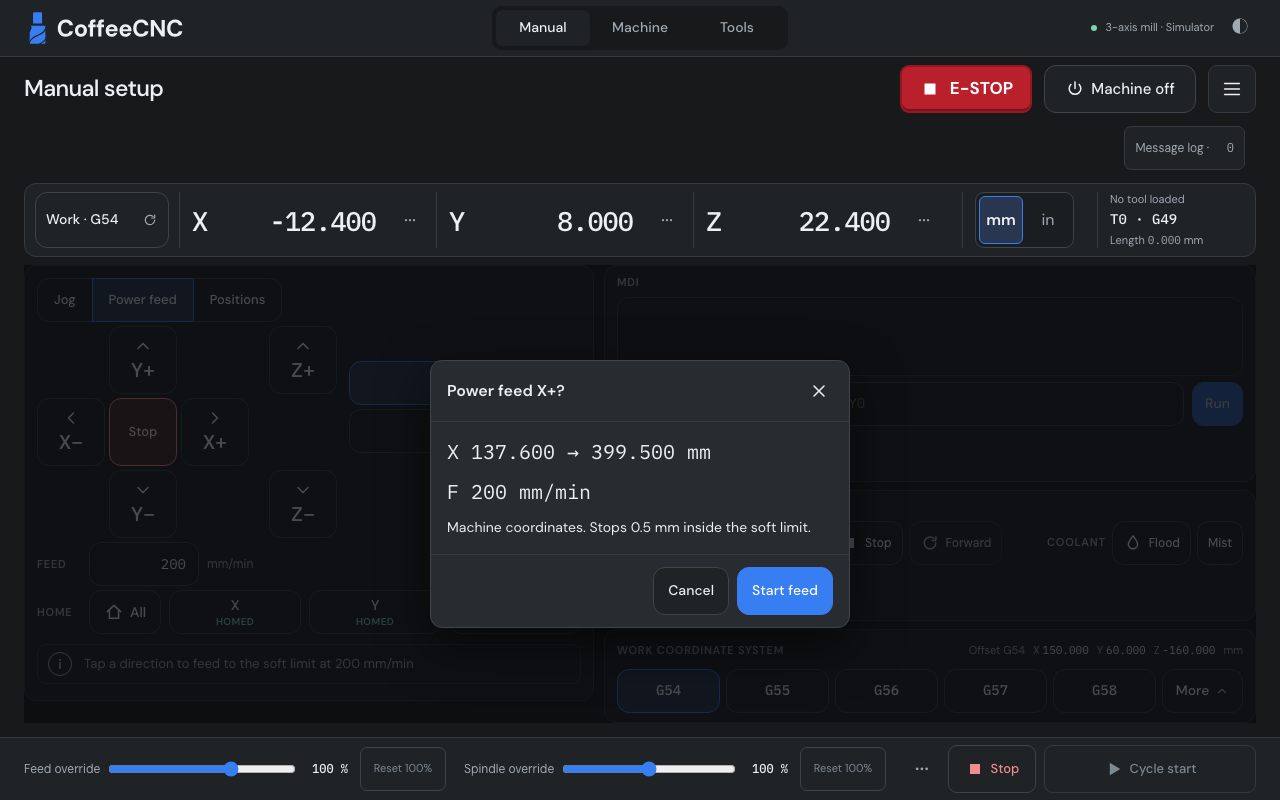 CoffeeCNC
Manual
Machine
Tools
3-axis mill · Simulator
Manual setup
E-STOP
Machine off
Message log · 0
Work · G54
X -12.400 ···
Y 8.000 ···
Z 22.400 ···
mm
in
No tool loaded
T0 · G49
Length 0.000 mm
Jog
Power feed
Positions
Y+
Z+
X−
Stop
X+
Y−
Z−
FEED
200
mm/min
HOME
All
X
HOMED
Y
HOMED
i
Tap a direction to feed to the soft limit at 200 mm/min
MDI
Y0
Run
Power feed X+?
X 137.600 → 399.500 mm
F 200 mm/min
Machine coordinates. Stops 0.5 mm inside the soft limit.
Cancel
Start feed
Stop
Forward
COOLANT
Flood
Mist
WORK COORDINATE SYSTEM
Offset G54 X 150.000 Y 60.000 Z -160.000 mm
G54
G55
G56
G57
G58
More
Feed override
100 %
Reset 100%
Spindle override
100 %
Reset 100%
···
Stop
Cycle start